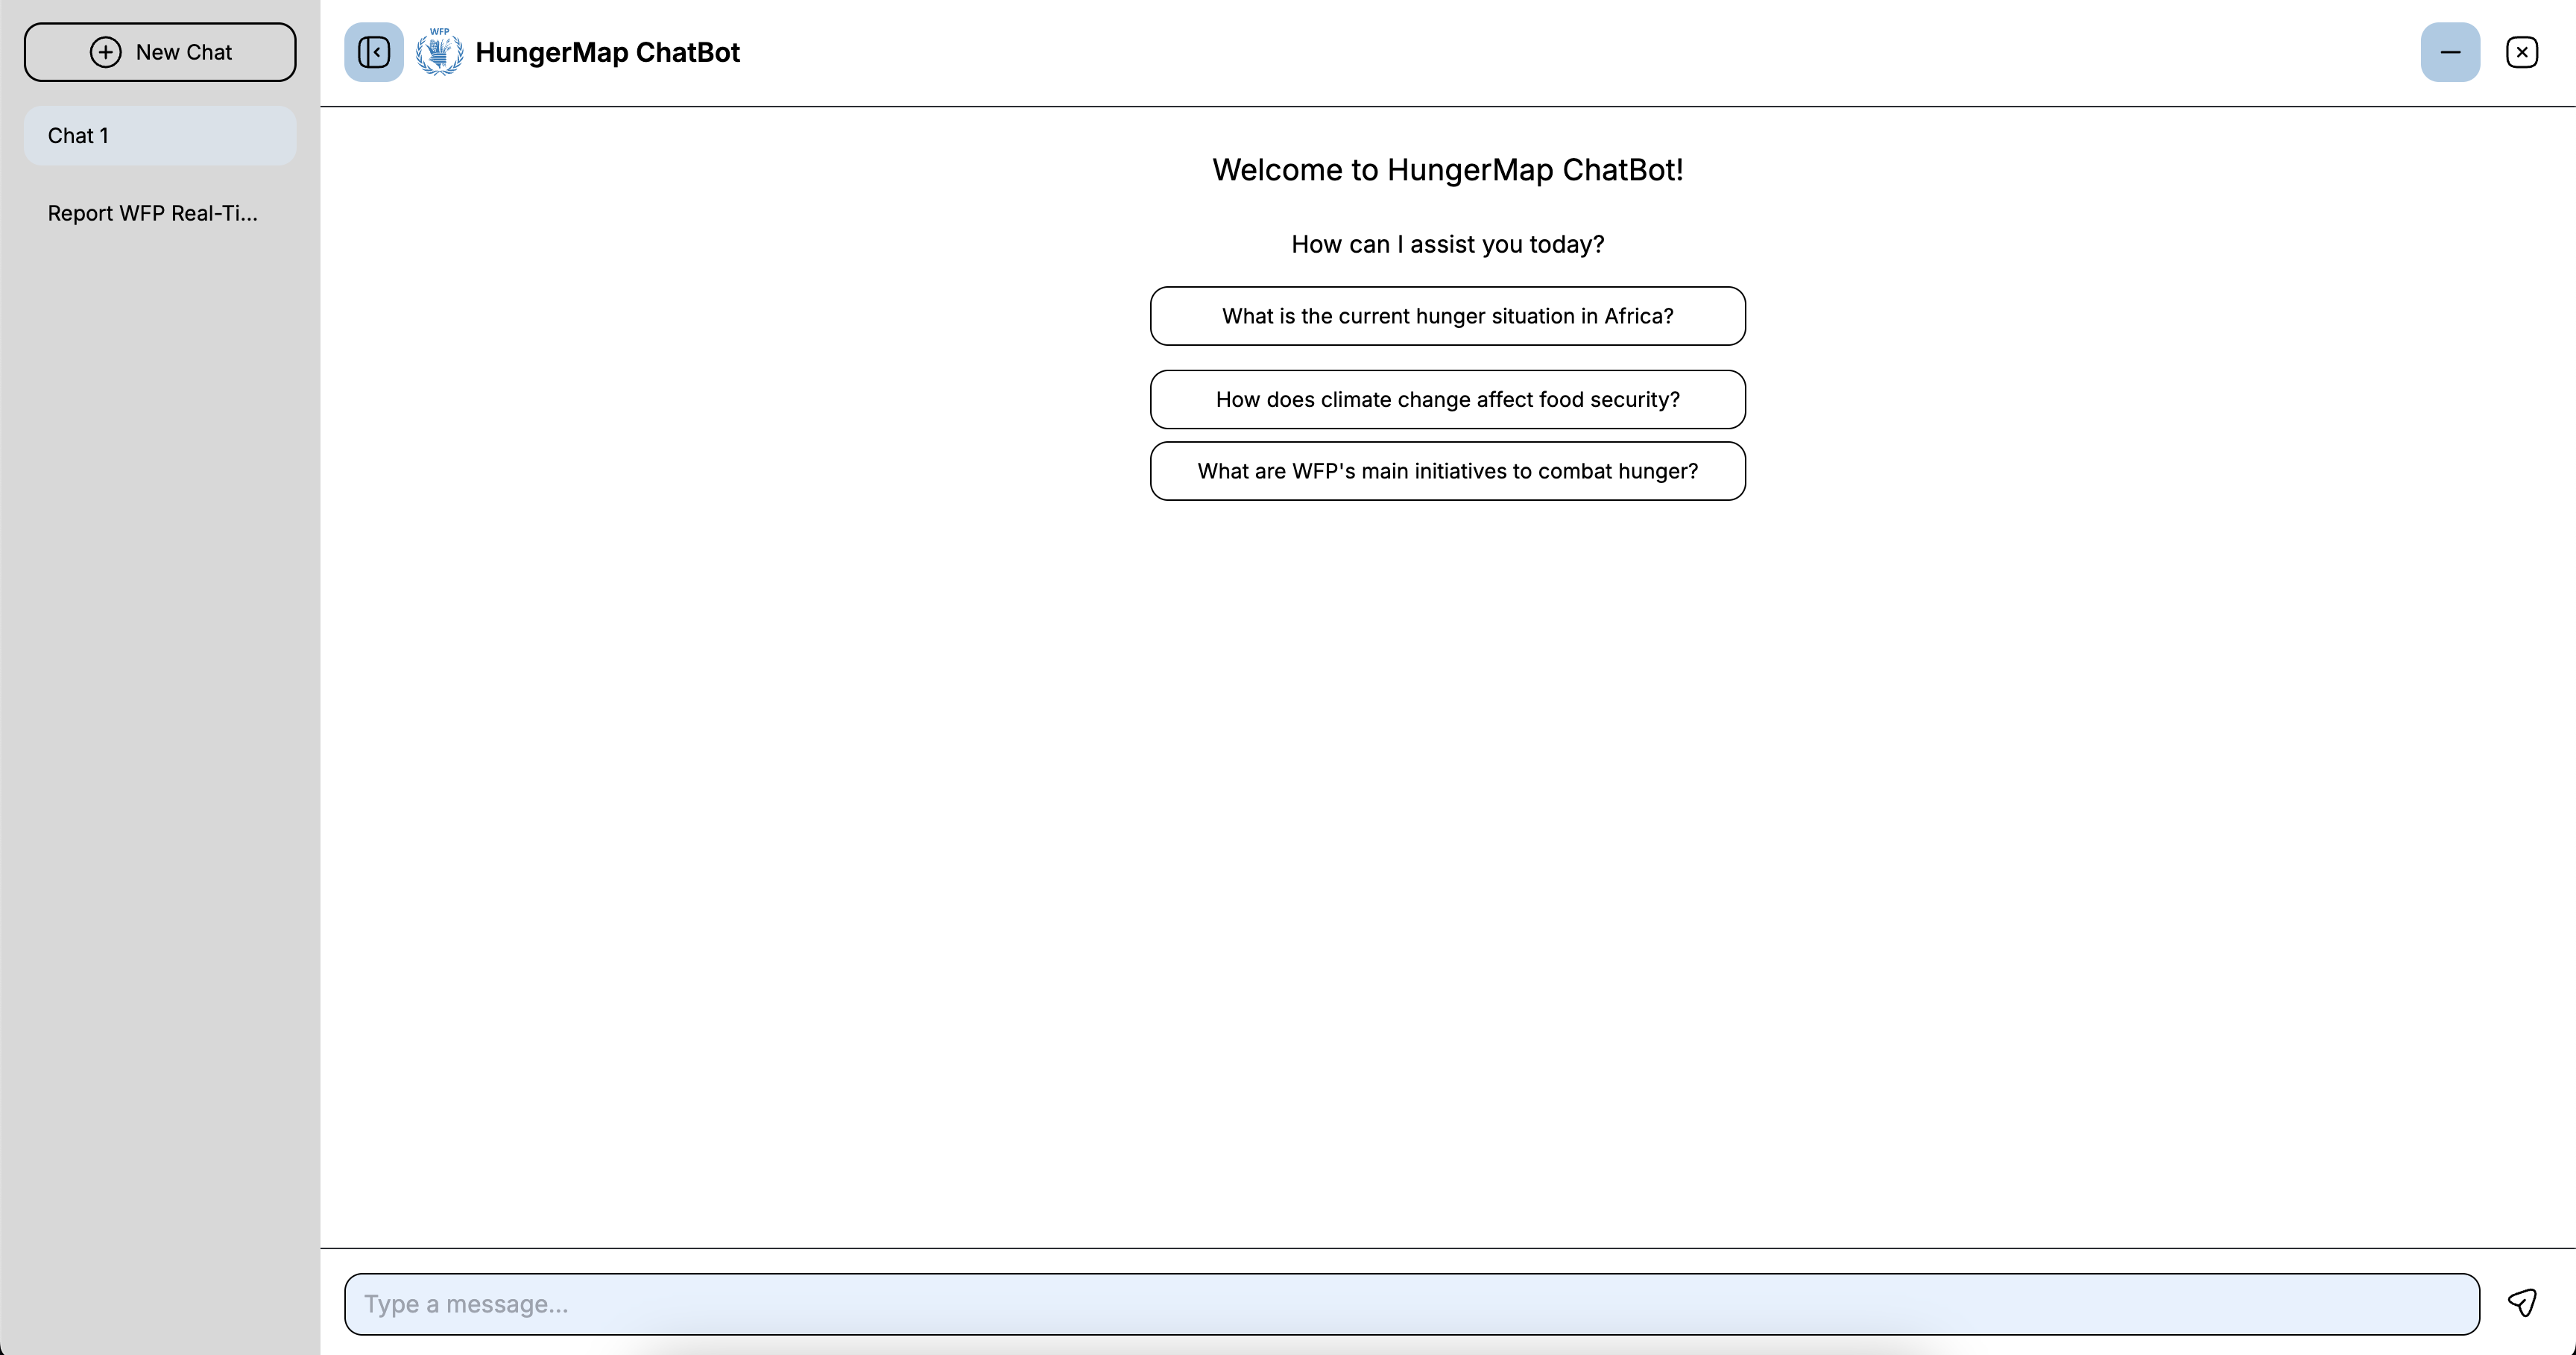 New Chat
Chat 1
Report WFP Real-Ti...
WFP
HungerMap ChatBot
Welcome to HungerMap ChatBot!
How can I assist you today?
What is the current hunger situation in Africa?
How does climate change affect food security?
What are WFP's main initiatives to combat hunger?
Type a message...